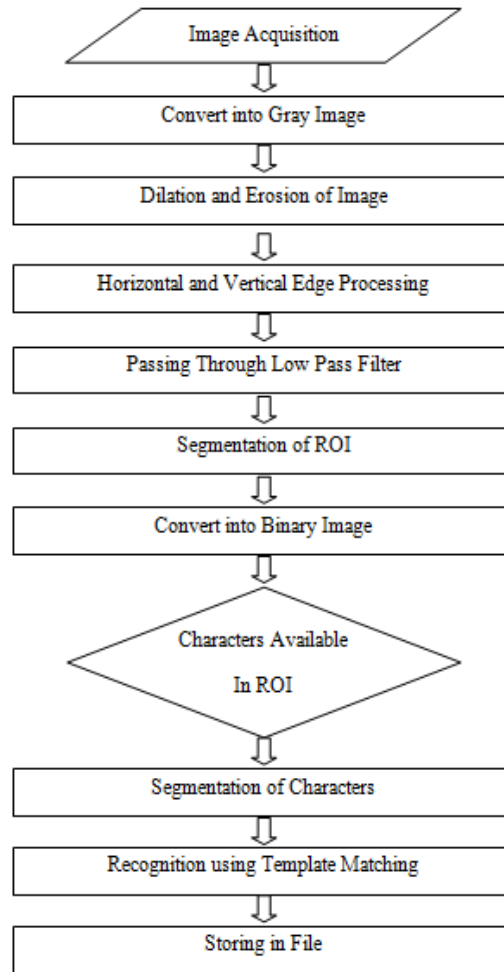 Image Acquisition
Convert into Gray Image
Dilation and Erosion of Image
Horizontal and Vertical Edge Processing
Passing Through Low Pass Filter
Segmentation of ROI
Convert into Binary Image
Characters Available
In ROI
Segmentation of Characters
Recognition using Template Matching
Storing in File